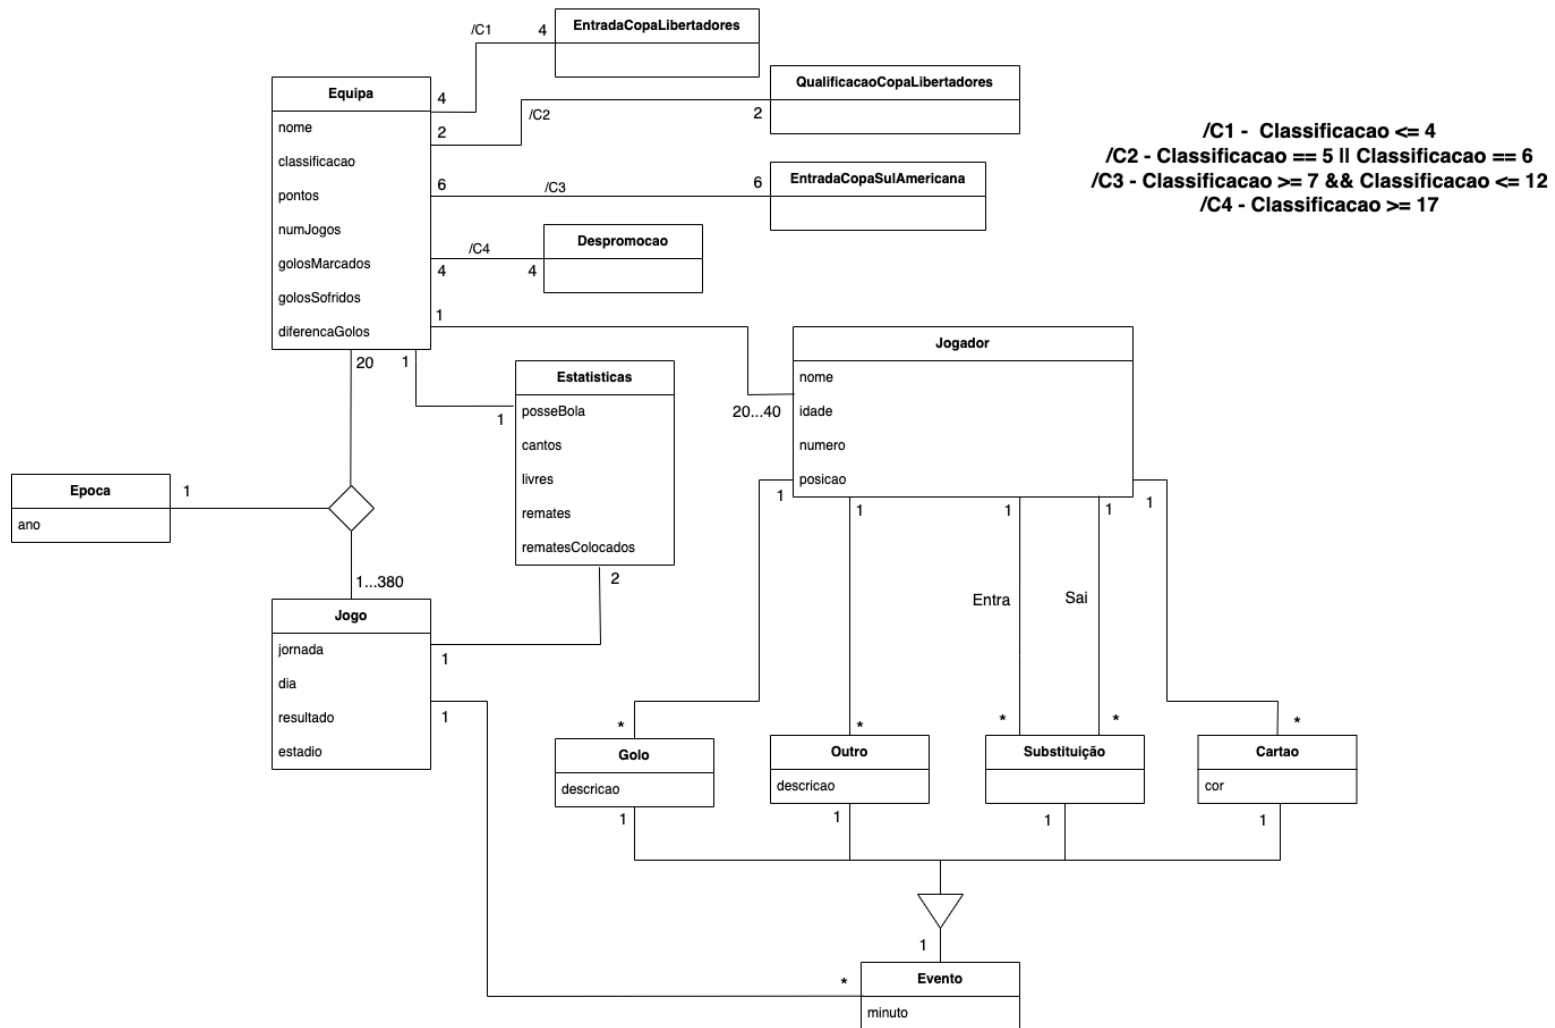 /C1
4
EntradaCopaLibertadores
QualificacaoCopaLibertadores
Equipa
4
/C2
2
2
nome
classificacao
pontos
numJogos
golosMarcados
golosSofridos
diferencaGolos
/C1 - Classificacao <= 4
/C2 - Classificacao == 5 || Classificacao == 6
/C3 - Classificacao >= 7 && Classificacao <= 12
/C4 - Classificacao >= 17
6
/C3
6
EntradaCopaSulAmericana
/C4
4
4
Despromocao
1
20...40
Jogador
nome
idade
numero
posicao
20
1
1
Estatisticas
posseBola
cantos
livres
remates
rematesColocados
2
Epoca
ano
1
1...380
Jogo
jornada
dia
resultado
estadio
1
1
1
1
1
1
1
Entra
Sai
*
*
*
*
*
Golo
descricao
Outro
descricao
Substituição
Cartao
cor
1
1
1
1
1
*
Evento
minuto